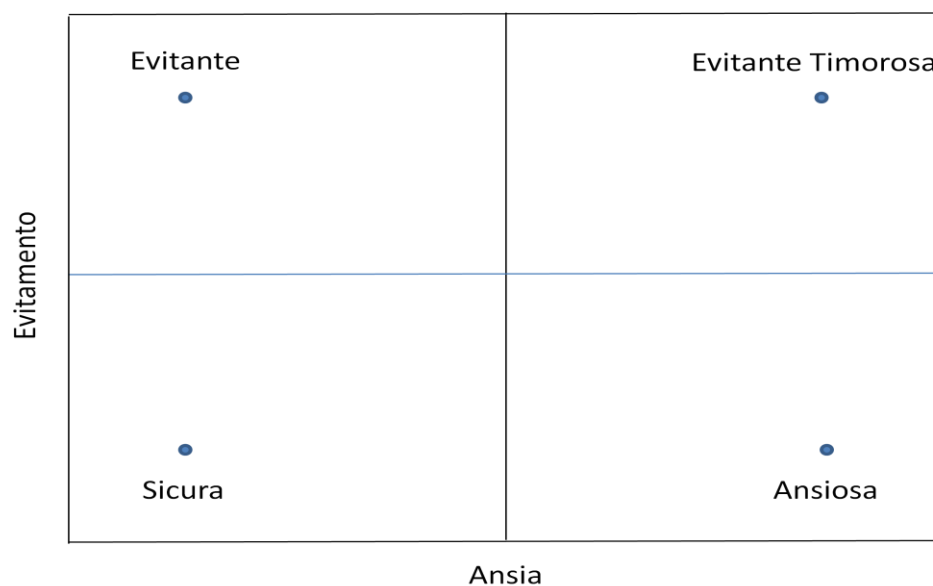 Evitante
Evitante Timorosa
Evitamento
Sicura
Ansiosa
Ansia